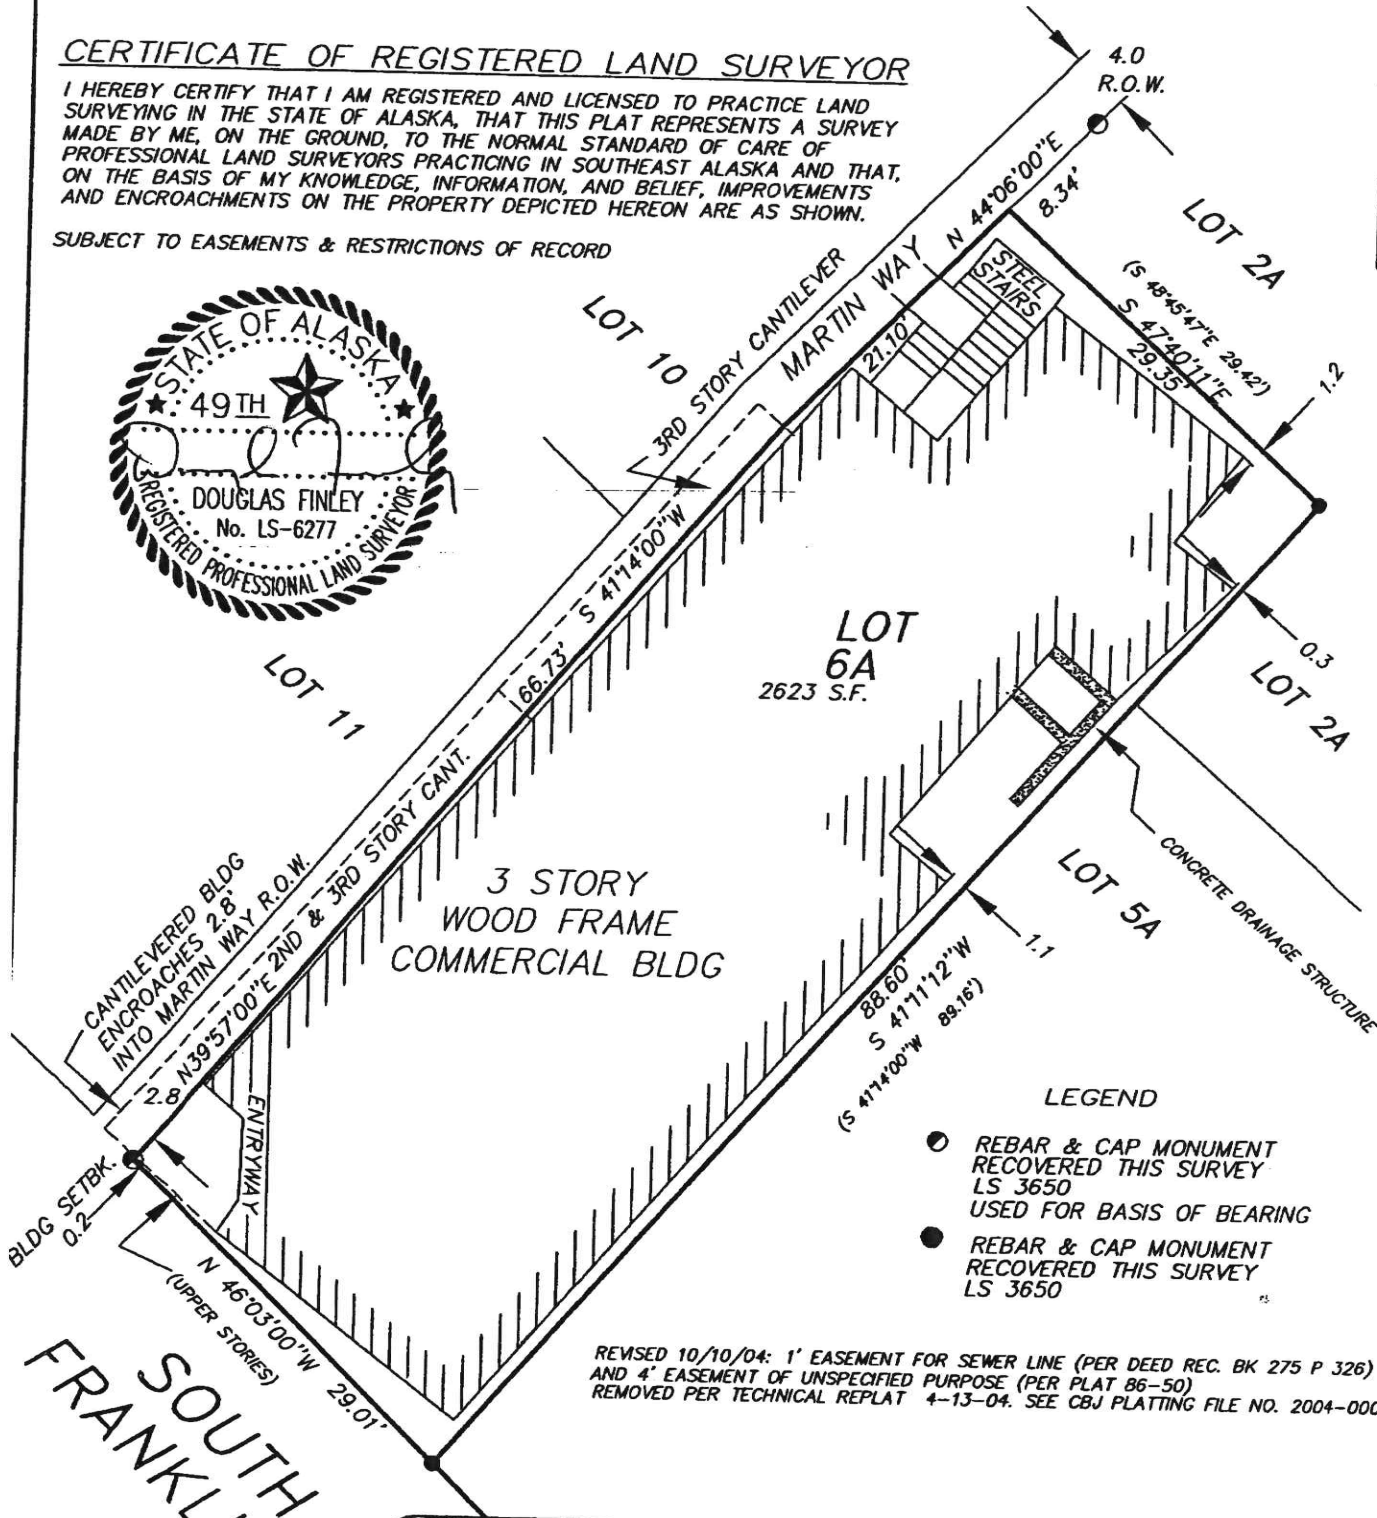 CERTIFICATE OF REGISTERED LAND SURVEYOR
I HEREBY CERTIFY THAT I AM REGISTERED AND LICENSED TO PRACTICE LAND
SURVEYING IN THE STATE OF ALASKA, THAT THIS PLAT REPRESENTS A SURVEY
MADE BY ME, ON THE GROUND, TO THE NORMAL STANDARD OF CARE OF
PROFESSIONAL LAND SURVEYORS PRACTICING IN SOUTHEAST ALASKA AND THAT,
ON THE BASIS OF MY KNOWLEDGE, INFORMATION, AND BELIEF, IMPROVEMENTS
AND ENCROACHMENTS ON THE PROPERTY DEPICTED HEREON ARE AS SHOWN.
SUBJECT TO EASEMENTS & RESTRICTIONS OF RECORD
STATE OF ALASKA
49TH
DOUGLAS FINLEY
No. LS-6277
REGISTERED PROFESSIONAL LAND SURVEYOR
4.0
R.O.W.
N 44°06'00"E
8.34'
LOT 2A
(S 48°45'47"E 29.42')
S 47°40'11"E
29.35'
1.2
STEEL
STAIRS
MARTIN WAY
21.10'
3RD STORY CANTILEVER
LOT 10
S 41°14'00"W
66.73'
LOT 11
LOT
6A
2623 S.F.
0.3
LOT 2A
CONCRETE DRAINAGE STRUCTURE
LOT 5A
1.1
88.60'
S 41°11'12"W
(S 41°14'00"W 89.16')
3 STORY
WOOD FRAME
COMMERCIAL BLDG
N39°57'00"E 2ND & 3RD STORY CANT.
CANTILEVERED BLDG
ENCROACHES 2.8'
INTO MARTIN WAY R.O.W.
2.8
ENTRYWAY
BLDG SETBK.
0.2
(UPPER STORIES)
N 46°03'00"W 29.01'
SOUTH
LEGEND
REBAR & CAP MONUMENT
RECOVERED THIS SURVEY
LS 3650
USED FOR BASIS OF BEARING
REBAR & CAP MONUMENT
RECOVERED THIS SURVEY
LS 3650
REVISED 10/10/04: 1' EASEMENT FOR SEWER LINE (PER DEED REC. BK 275 P 326)
AND 4' EASEMENT OF UNSPECIFIED PURPOSE (PER PLAT 86-50)
REMOVED PER TECHNICAL REPLAT 4-13-04. SEE CBJ PLATTING FILE NO. 2004-000